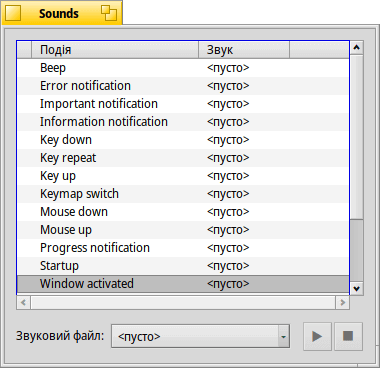 Sounds
Подія Звук
Beep <пусто>
Error notification <пусто>
Important notification <пусто>
Information notification <пусто>
Key down <пусто>
Key repeat <пусто>
Key up <пусто>
Keymap switch <пусто>
Mouse down <пусто>
Mouse up <пусто>
Progress notification <пусто>
Startup <пусто>
Window activated <пусто>
Звуковий файл: <пусто>